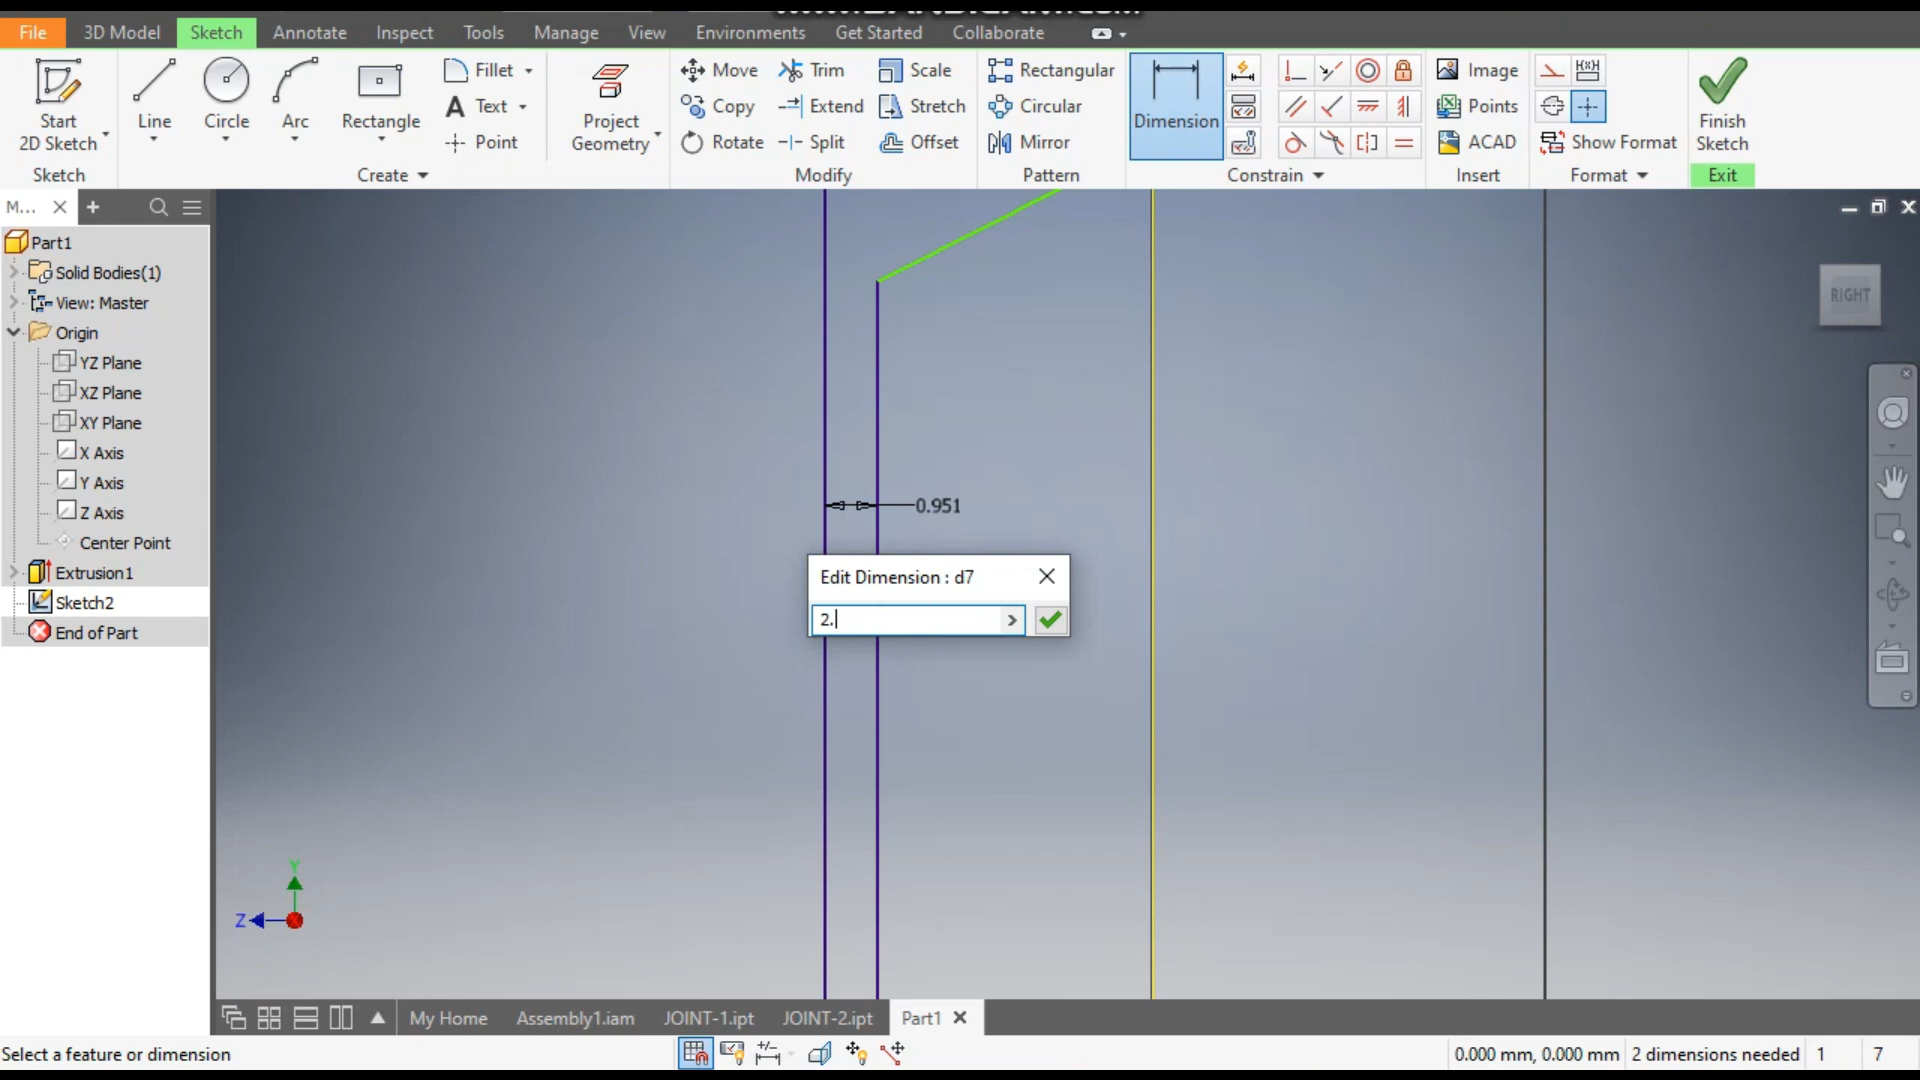 File 3D Model Sketch Annotate Inspect Tools Manage View Environments Get Started Collaborate
Start
2D Sketch
Line
Circle
Arc
Rectangle
Fillet
Text
Point
Project
Geometry
Move Trim Scale
Copy Extend Stretch
Rotate Split Offset
Rectangular
Circular
Mirror
Dimension
Image
Points
ACAD
Show Format
Finish
Sketch
Sketch Create Modify Pattern Constrain Insert Format Exit
M...
Part1
Solid Bodies(1)
View: Master
Origin
YZ Plane
XZ Plane
XY Plane
X Axis
Y Axis
Z Axis
Center Point
Extrusion1
Sketch2
End of Part
RIGHT
0.951
Edit Dimension : d7
2.
Y
Z
My Home Assembly1.iam JOINT-1.ipt JOINT-2.ipt Part1
Select a feature or dimension
0.000 mm, 0.000 mm 2 dimensions needed 1 7